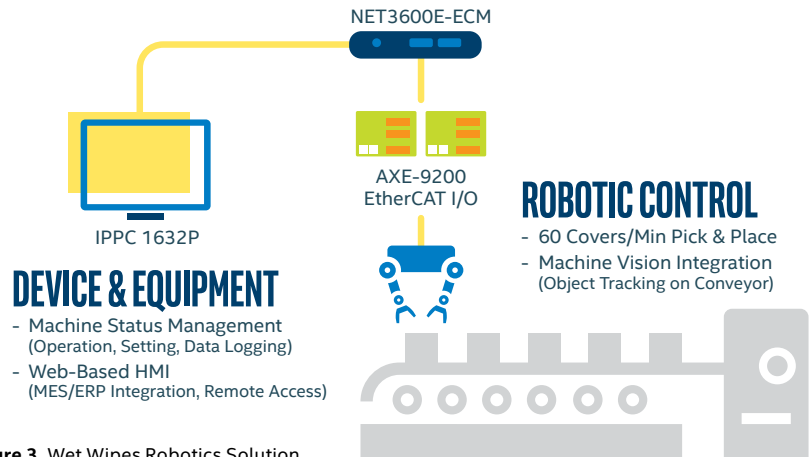 NET3600E-ECM
IPPC 1632P
AXE-9200
EtherCAT I/O
DEVICE & EQUIPMENT
- Machine Status Management
(Operation, Setting, Data Logging)
- Web-Based HMI
(MES/ERP Integration, Remote Access)
ROBOTIC CONTROL
- 60 Covers/Min Pick & Place
- Machine Vision Integration
(Object Tracking on Conveyor)
3. Wet Wipes Robotics Solution